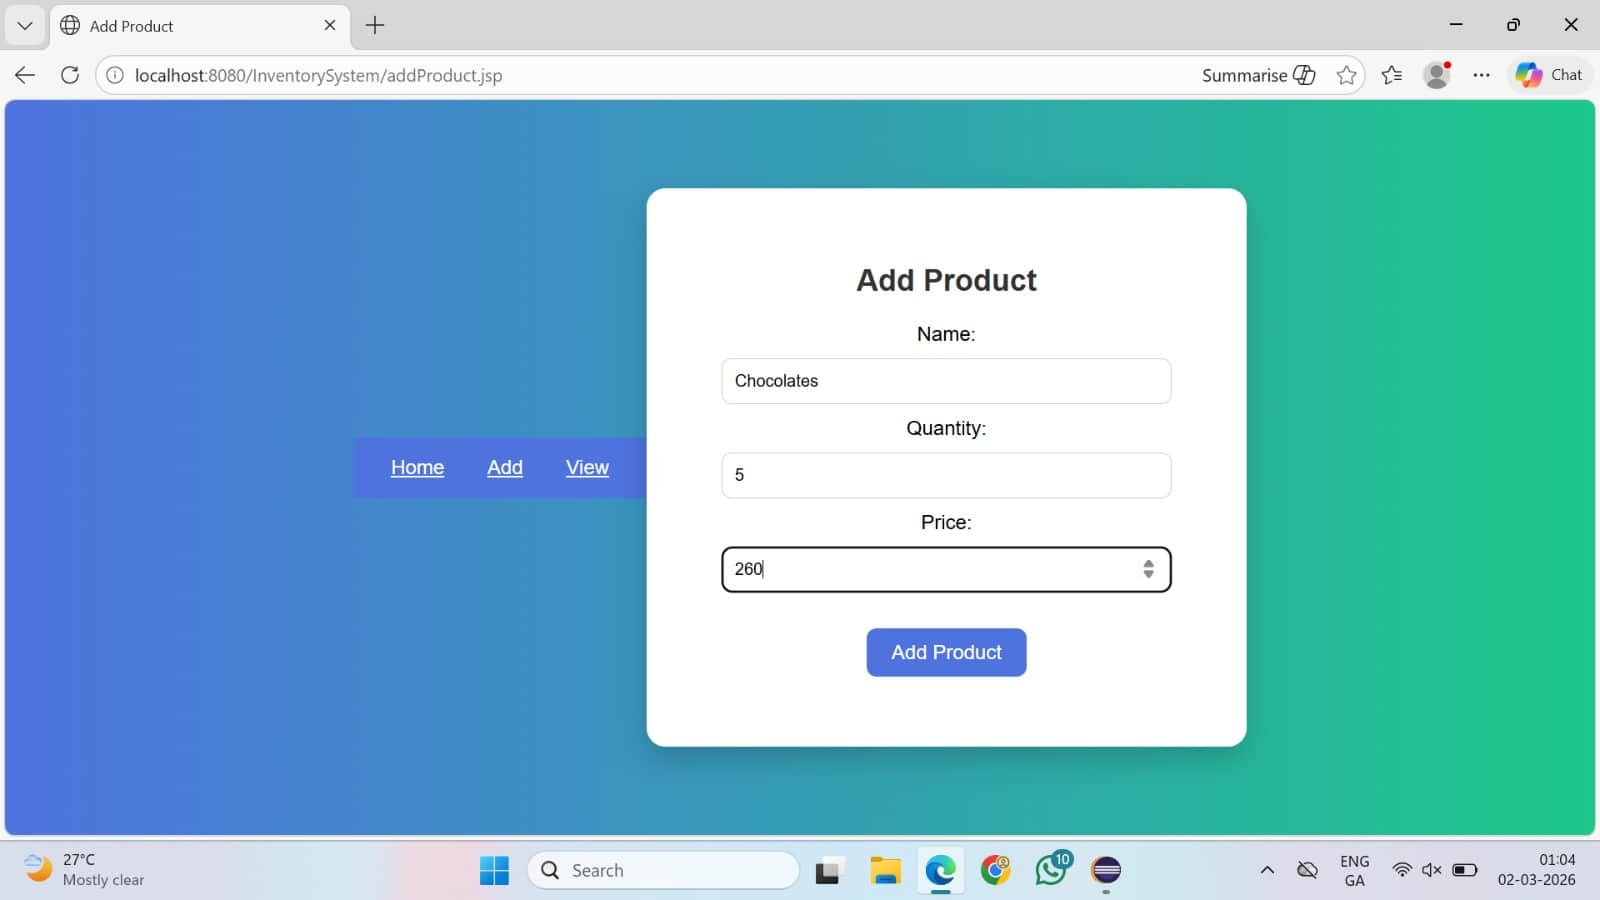 Add Product
localhost:8080/InventorySystem/addProduct.jsp
Summarise
Chat
Home Add View
Add Product
Name:
Chocolates
Quantity:
5
Price:
260
Add Product
27°C
Mostly clear
Search
10
ENG
GA
01:04
02-03-2026